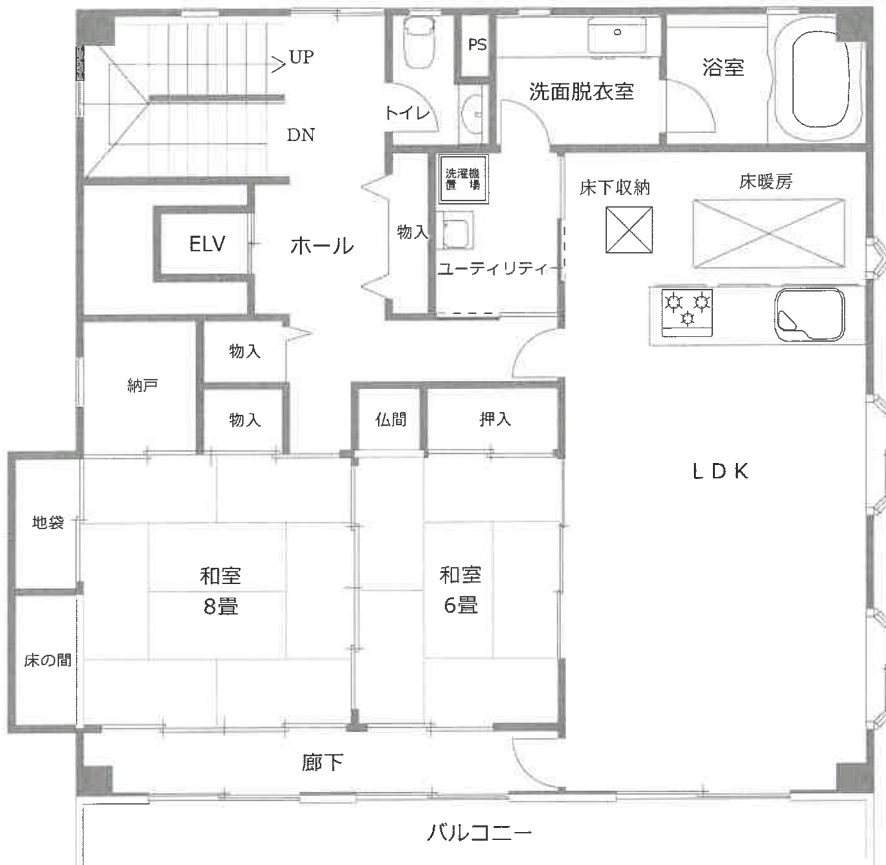 UP
DN
トイレ
PS
洗面脱衣室
浴室
洗濯機
置　場
ユーティリティ
物入
ELV
ホール
床下収納
床暖房
納戸
物入
物入
仏間
押入
LDK
地袋
和室
8畳
和室
6畳
床の間
廊下
バルコニー